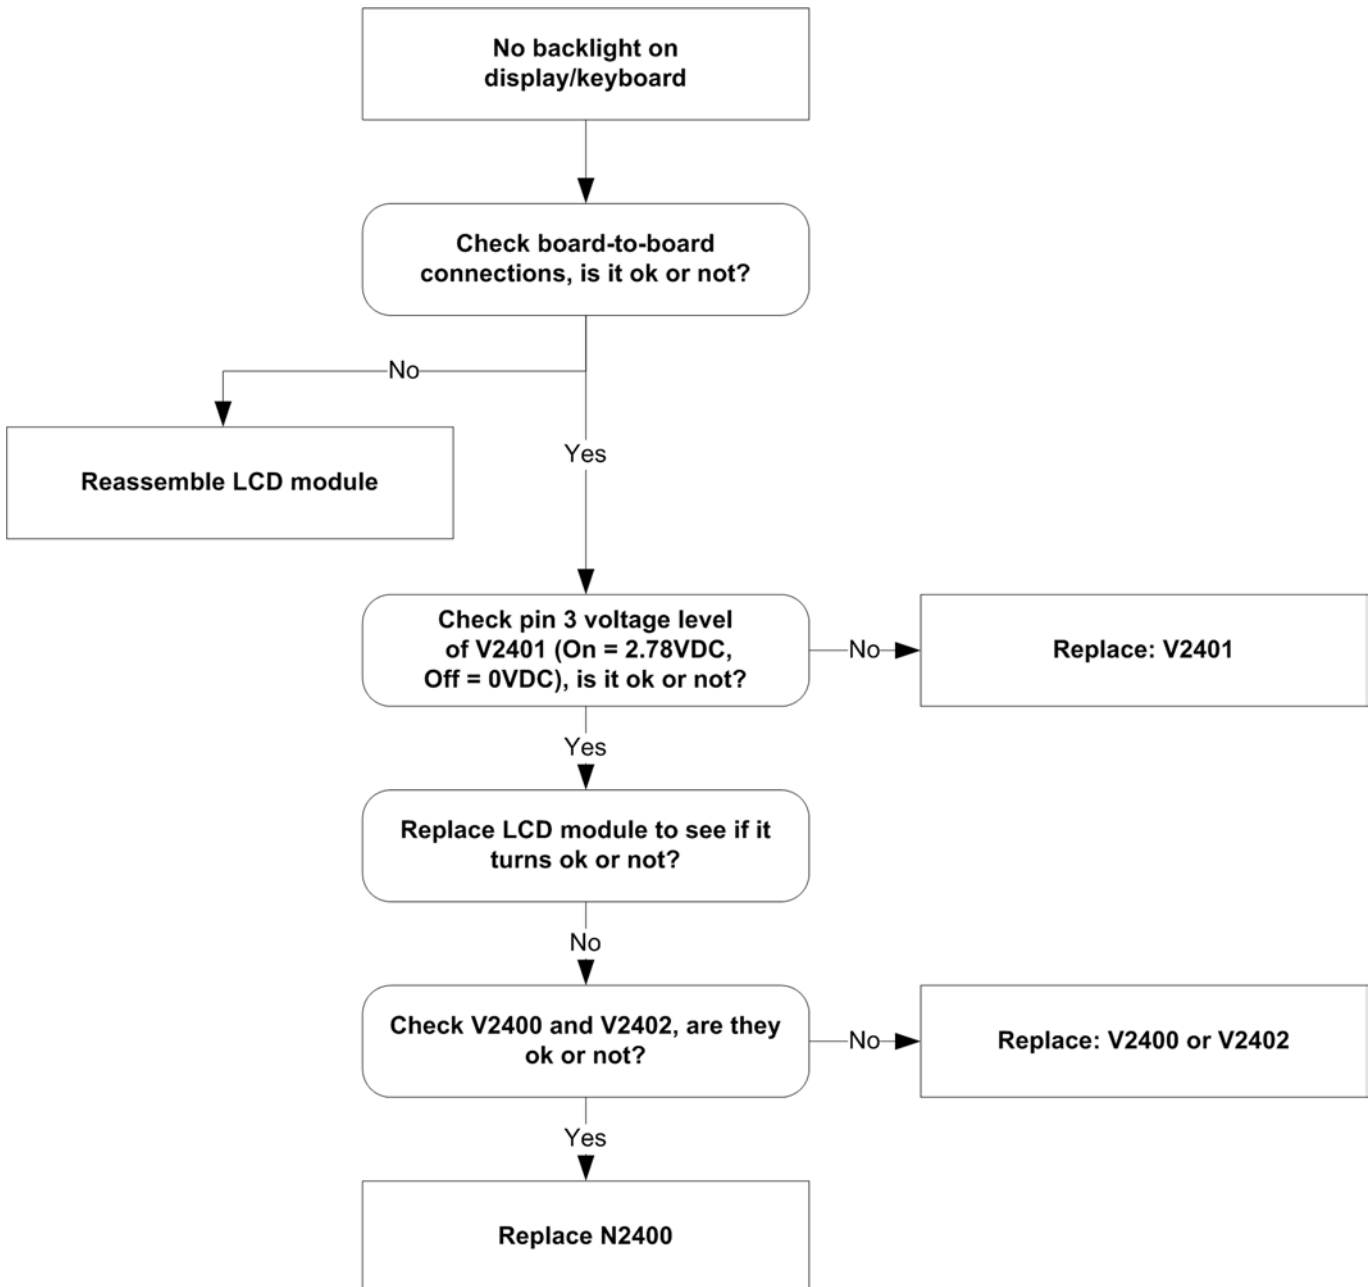 No backlight on
display/keyboard
Check board-to-board
connections, is it ok or not?
No
Reassemble LCD module
Yes
Check pin 3 voltage level
of V2401 (On = 2.78VDC,
Off = 0VDC), is it ok or not?
No
Replace: V2401
Yes
Replace LCD module to see if it
turns ok or not?
No
Check V2400 and V2402, are they
ok or not?
No
Replace: V2400 or V2402
Yes
Replace N2400